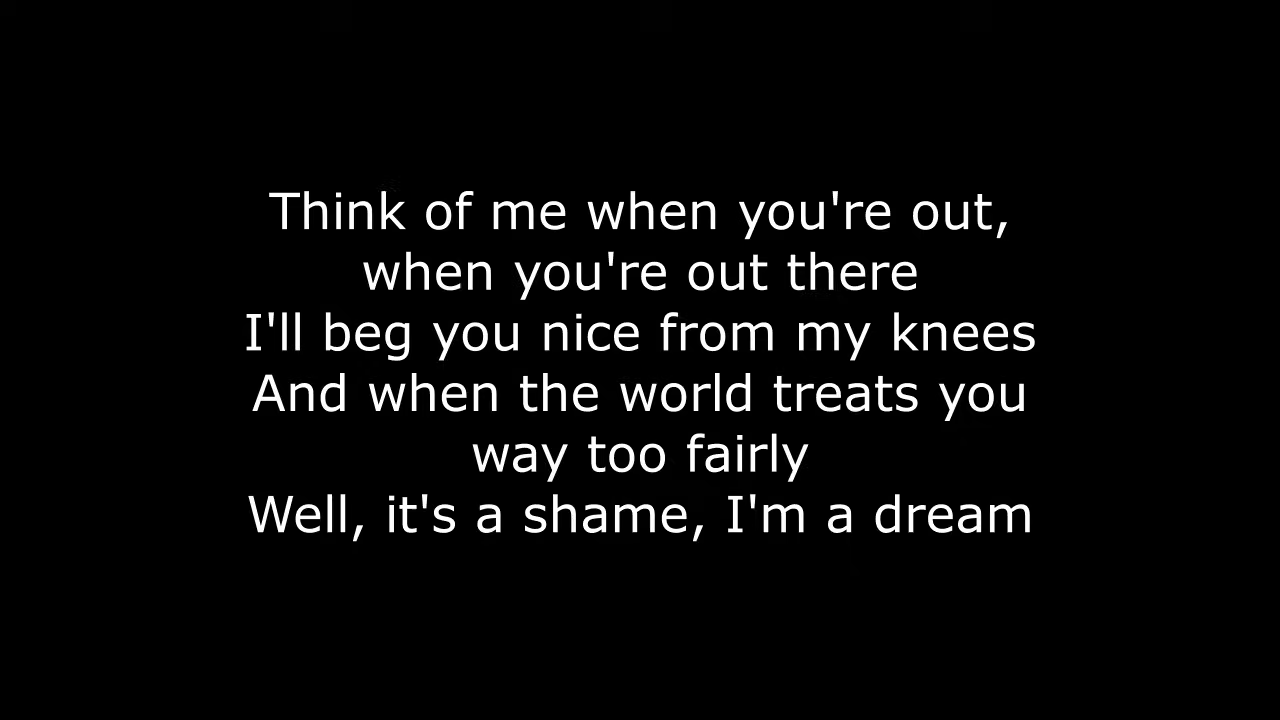 Think of me when you're out,
when you're out there
I'll beg you nice from my knees
And when the world treats you
way too fairly
Well, it's a shame, I'm a dream